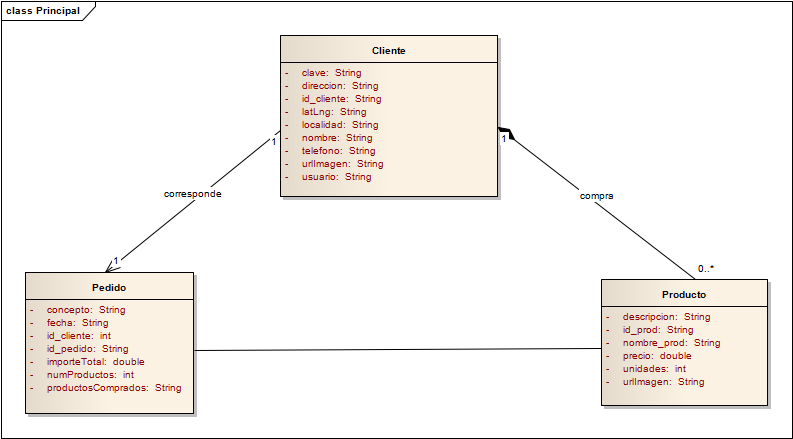 class Principal
Cliente
- clave: String
- direccion: String
- id_cliente: String
- latLng: String
- localidad: String
- nombre: String
- telefono: String
- urlImagen: String
- usuario: String
1
1
corresponde
compra
1
0..*
Pedido
- concepto: String
- fecha: String
- id_cliente: int
- id_pedido: String
- importeTotal: double
- numProductos: int
- productosComprados: String
Producto
- descripcion: String
- id_prod: String
- nombre_prod: String
- precio: double
- unidades: int
- urlImagen: String